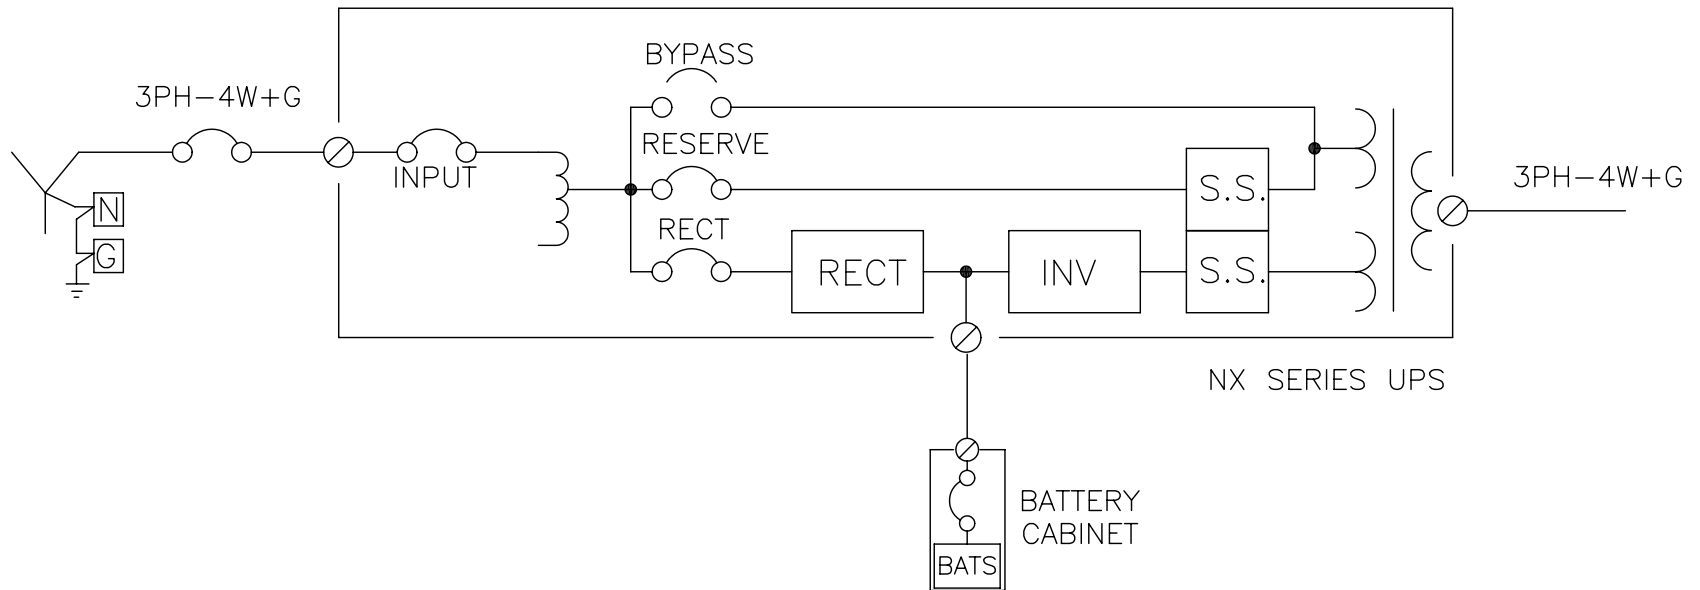 BYPASS
3PH-4W+G
RESERVE
INPUT
3PH-4W+G
S.S.
N
RECT
G
RECT
INV
S.S.
NX SERIES UPS
BATTERY
CABINET
BATS